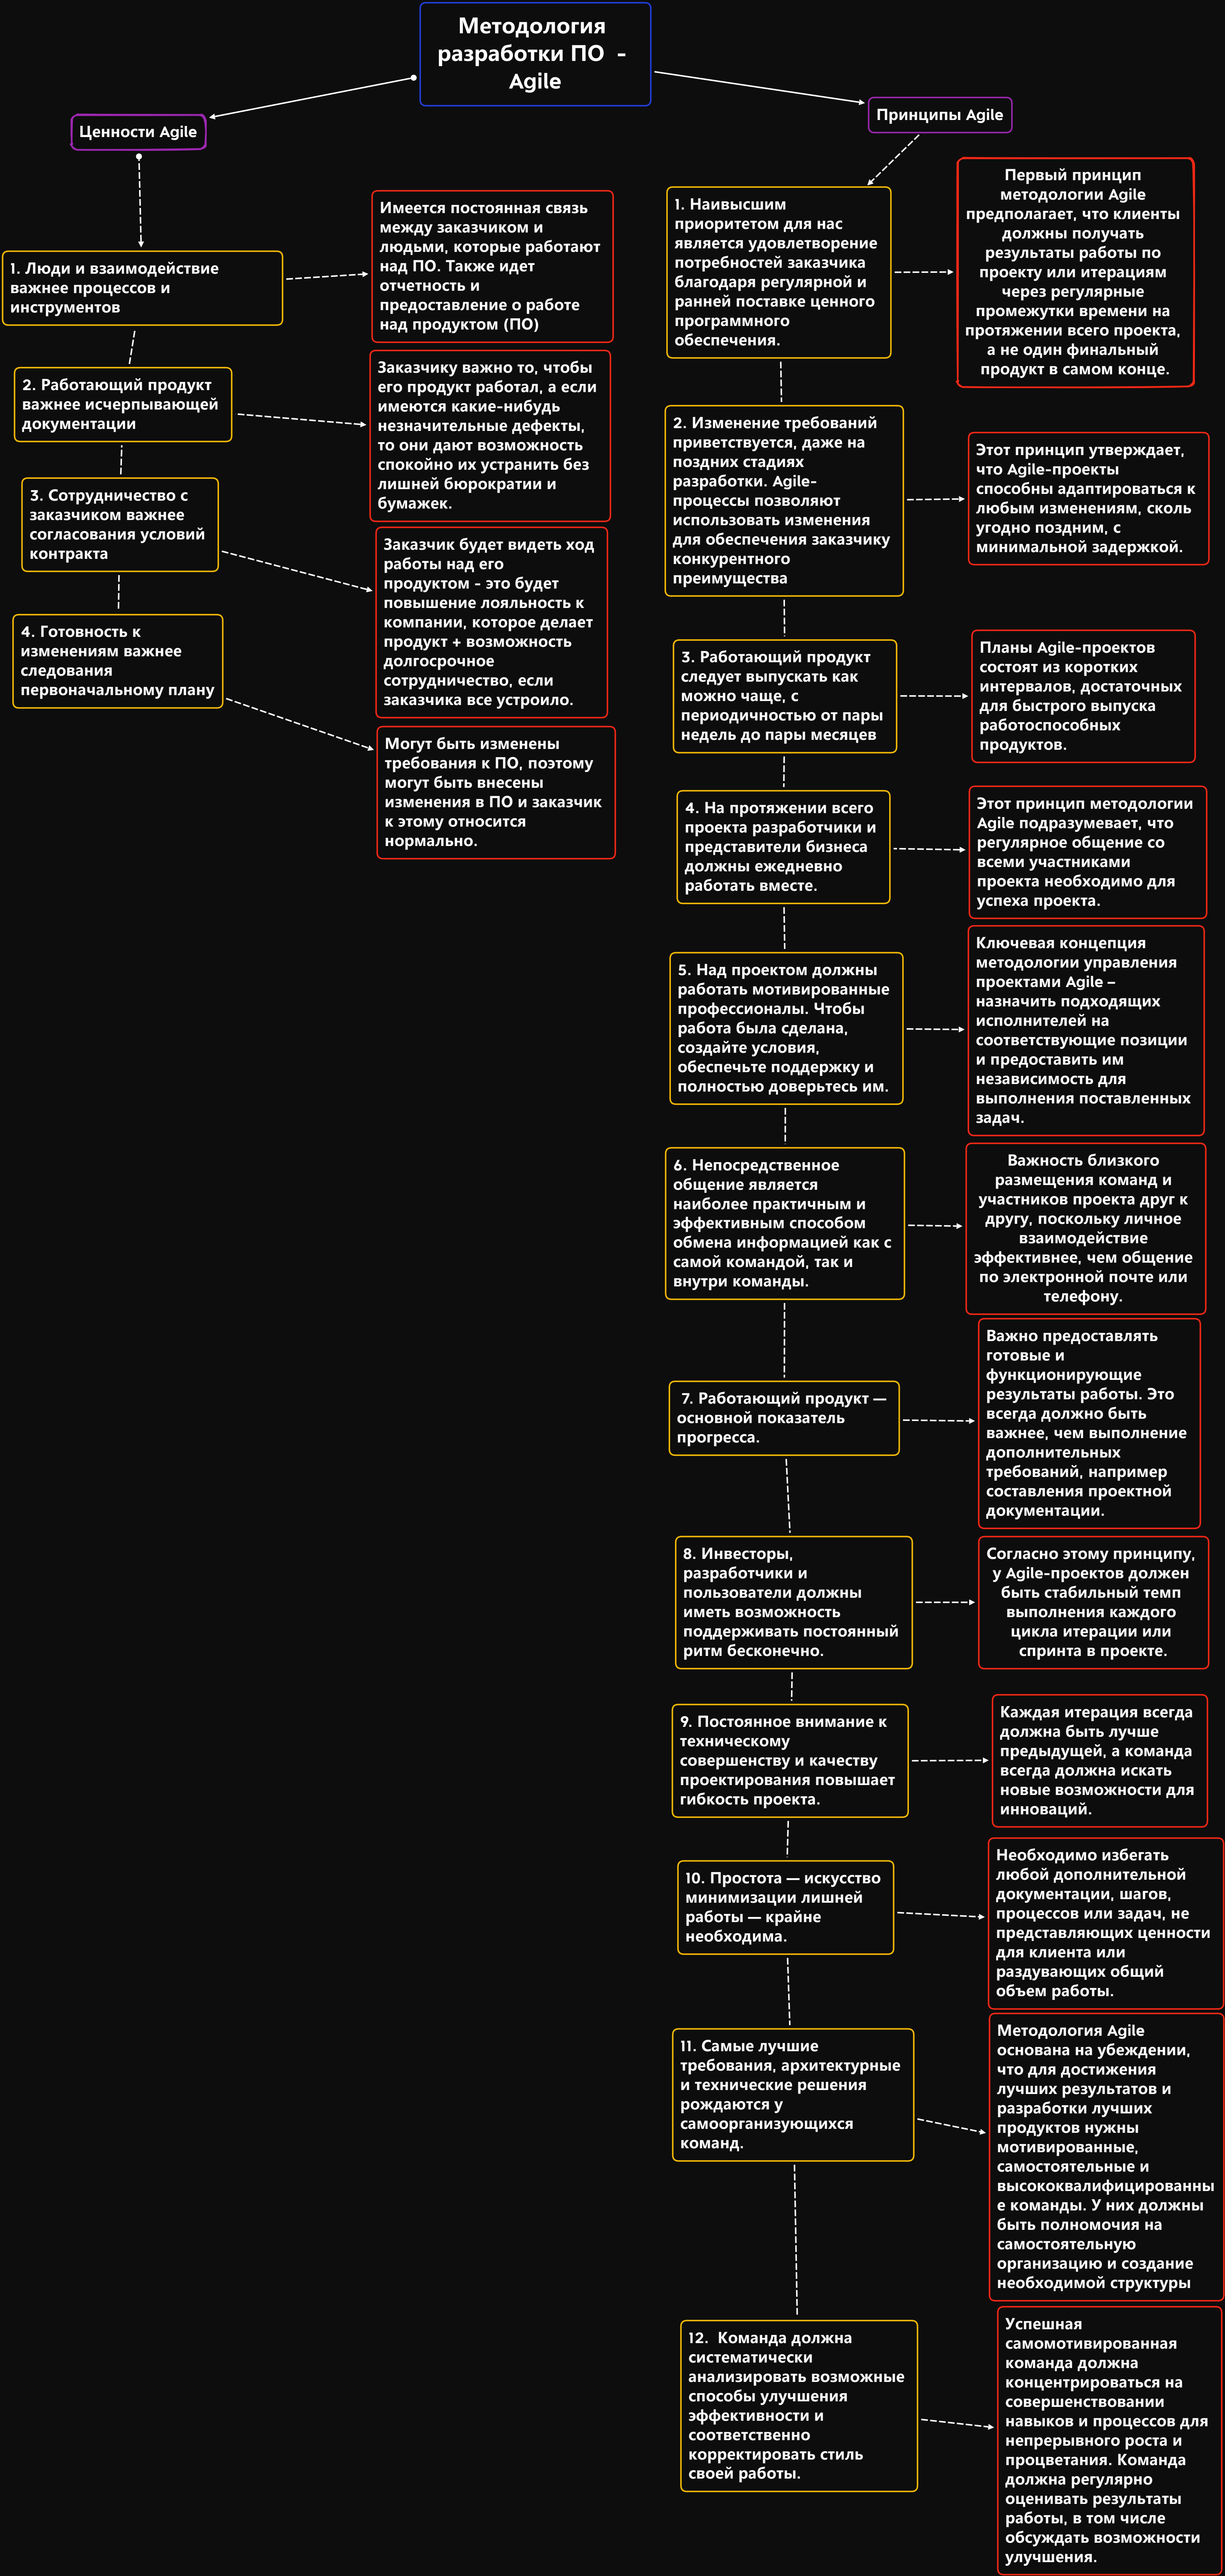 Методология
разработки ПО -
Agile
Ценности Agile
1. Люди и взаимодействие
важнее процессов и
инструментов
Имеется постоянная связь
между заказчиком и
людьми, которые работают
над ПО. Также идет
отчетность и
предоставление о работе
над продуктом (ПО)
2. Работающий продукт
важнее исчерпывающей
документации
Заказчику важно то, чтобы
его продукт работал, а если
имеются какие-нибудь
незначительные дефекты,
то они дают возможность
спокойно их устранить без
лишней бюрократии и
бумажек.
3. Сотрудничество с
заказчиком важнее
согласования условий
контракта
Заказчик будет видеть ход
работы над его
продуктом - это будет
повышение лояльность к
компании, которое делает
продукт + возможность
долгосрочное
сотрудничество, если
заказчика все устроило.
4. Готовность к
изменениям важнее
следования
первоначальному плану
Могут быть изменены
требования к ПО, поэтому
могут быть внесены
изменения в ПО и заказчик
к этому относится
нормально.
Принципы Agile
1. Наивысшим
приоритетом для нас
является удовлетворение
потребностей заказчика
благодаря регулярной и
ранней поставке ценного
программного
обеспечения.
Первый принцип
методологии Agile
предполагает, что клиенты
должны получать
результаты работы по
проекту или итерациям
через регулярные
промежутки времени на
протяжении всего проекта,
а не один финальный
продукт в самом конце.
2. Изменение требований
приветствуется, даже на
поздних стадиях
разработки. Agile-
процессы позволяют
использовать изменения
для обеспечения заказчику
конкурентного
преимущества
Этот принцип утверждает,
что Agile-проекты
способны адаптироваться к
любым изменениям, сколь
угодно поздним, с
минимальной задержкой.
3. Работающий продукт
следует выпускать как
можно чаще, с
периодичностью от пары
недель до пары месяцев
Планы Agile-проектов
состоят из коротких
интервалов, достаточных
для быстрого выпуска
работоспособных
продуктов.
4. На протяжении всего
проекта разработчики и
представители бизнеса
должны ежедневно
работать вместе.
Этот принцип методологии
Agile подразумевает, что
регулярное общение со
всеми участниками
проекта необходимо для
успеха проекта.
5. Над проектом должны
работать мотивированные
профессионалы. Чтобы
работа была сделана,
создайте условия,
обеспечьте поддержку и
полностью доверьтесь им.
Ключевая концепция
методологии управления
проектами Agile –
назначить подходящих
исполнителей на
соответствующие позиции
и предоставить им
независимость для
выполнения поставленных
задач.
6. Непосредственное
общение является
наиболее практичным и
эффективным способом
обмена информацией как с
самой командой, так и
внутри команды.
Важность близкого
размещения команд и
участников проекта друг к
другу, поскольку личное
взаимодействие
эффективнее, чем общение
по электронной почте или
телефону.
7. Работающий продукт —
основной показатель
прогресса.
Важно предоставлять
готовые и
функционирующие
результаты работы. Это
всегда должно быть
важнее, чем выполнение
дополнительных
требований, например
составления проектной
документации.
8. Инвесторы,
разработчики и
пользователи должны
иметь возможность
поддерживать постоянный
ритм бесконечно.
Согласно этому принципу,
у Agile-проектов должен
быть стабильный темп
выполнения каждого
цикла итерации или
спринта в проекте.
9. Постоянное внимание к
техническому
совершенству и качеству
проектирования повышает
гибкость проекта.
Каждая итерация всегда
должна быть лучше
предыдущей, а команда
всегда должна искать
новые возможности для
инноваций.
10. Простота — искусство
минимизации лишней
работы — крайне
необходима.
Необходимо избегать
любой дополнительной
документации, шагов,
процессов или задач, не
представляющих ценности
для клиента или
раздувающих общий
объем работы.
11. Самые лучшие
требования, архитектурные
и технические решения
рождаются у
самоорганизующихся
команд.
Методология Agile
основана на убеждении,
что для достижения
лучших результатов и
разработки лучших
продуктов нужны
мотивированные,
самостоятельные и
высококвалифицированны
е команды. У них должны
быть полномочия на
самостоятельную
организацию и создание
необходимой структуры
12. Команда должна
систематически
анализировать возможные
способы улучшения
эффективности и
соответственно
корректировать стиль
своей работы.
Успешная
самомотивированная
команда должна
концентрироваться на
совершенствовании
навыков и процессов для
непрерывного роста и
процветания. Команда
должна регулярно
оценивать результаты
работы, в том числе
обсуждать возможности
улучшения.